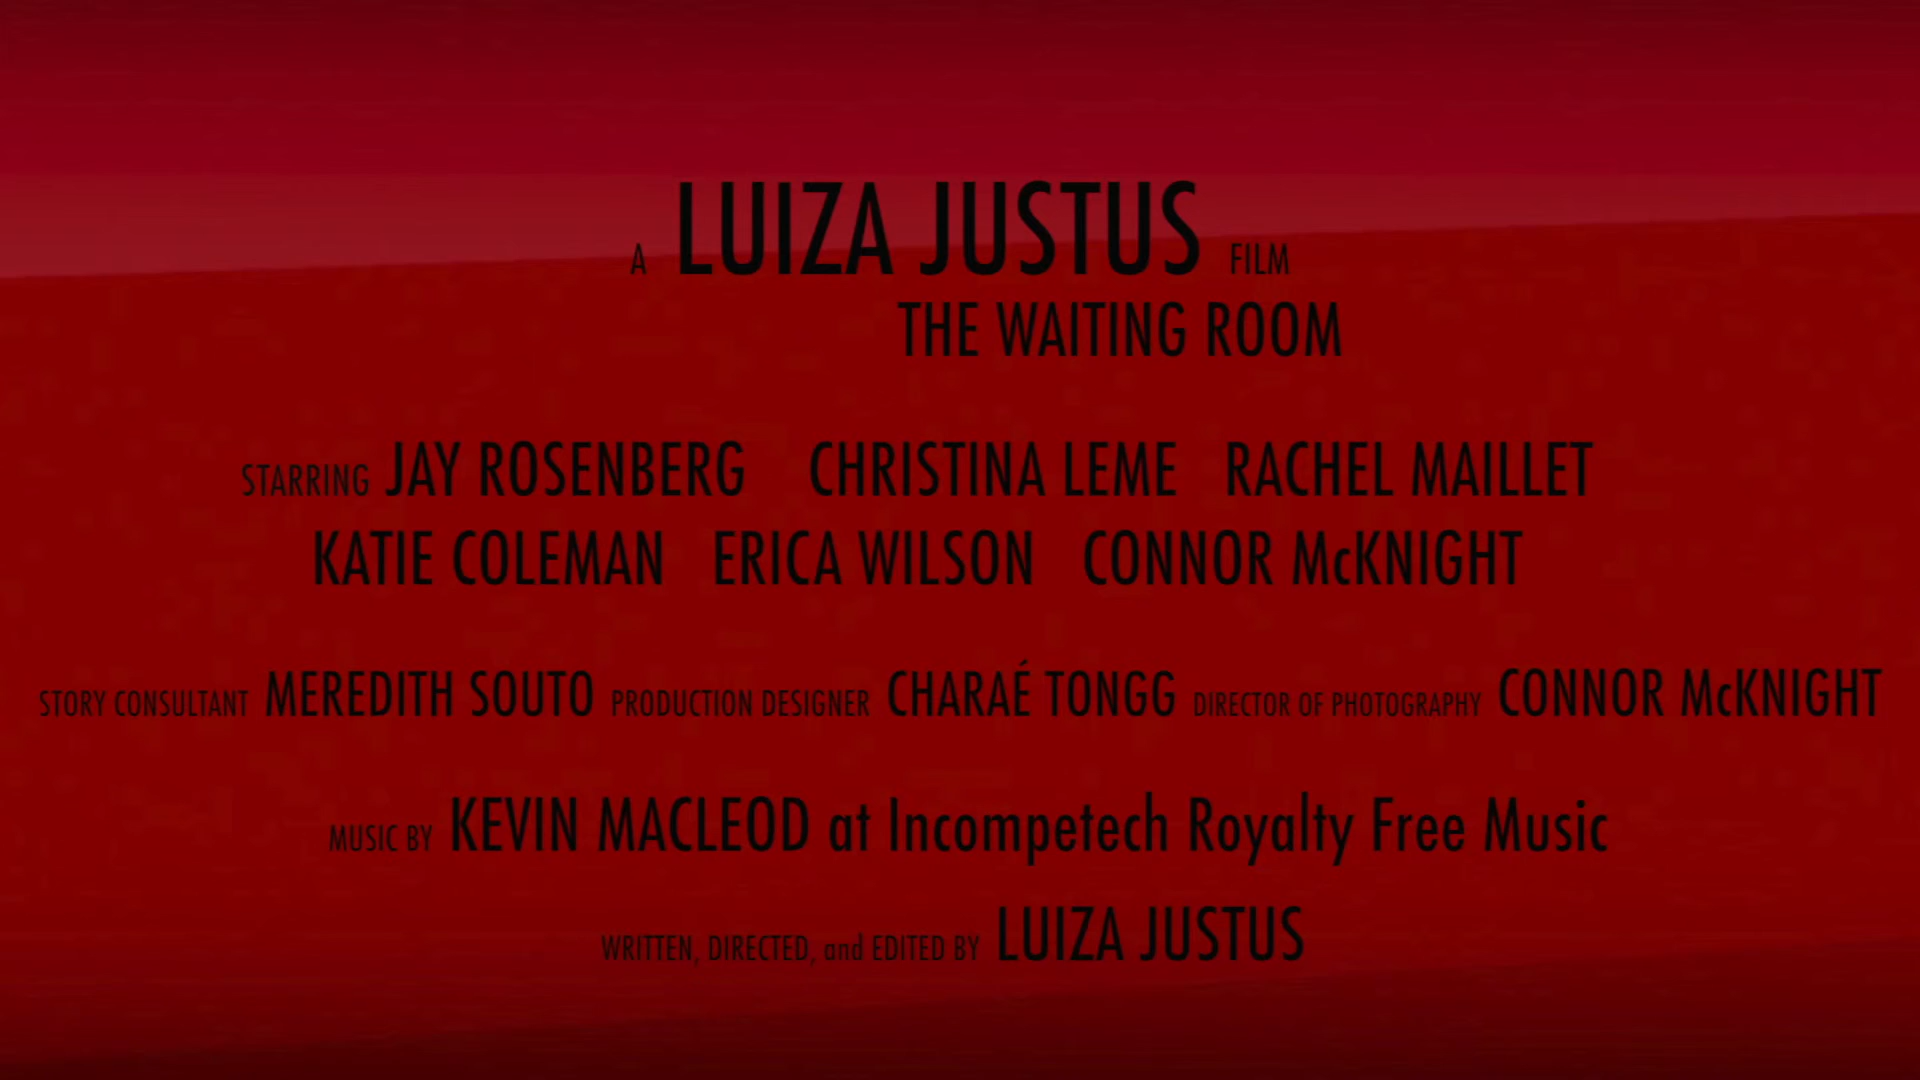 A LUIZA JUSTUS FILM
THE WAITING ROOM
STARRING JAY ROSENBERG CHRISTINA LEME RACHEL MAILLET
KATIE COLEMAN ERICA WILSON CONNOR McKNIGHT
STORY CONSULTANT MEREDITH SOUTO PRODUCTION DESIGNER CHARAÉ TONGG DIRECTOR OF PHOTOGRAPHY CONNOR McKNIGHT
MUSIC BY KEVIN MACLEOD at Incompetech Royalty Free Music
WRITTEN, DIRECTED, and EDITED BY LUIZA JUSTUS